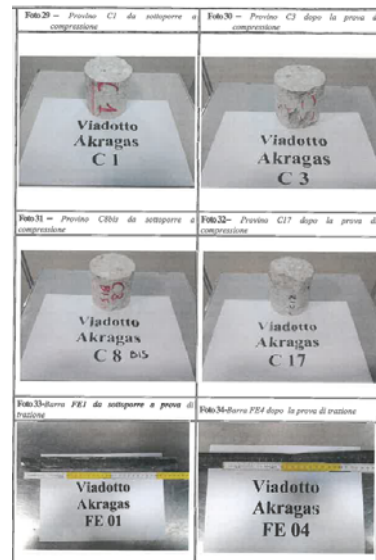 Foto 29 – Provino C1 da sottoporre a
compressione
Foto 30 – Provino C3 dopo la prova di
compressione
C1
Viadotto
Akragas
C 1
Viadotto
Akragas
C 3
Foto 31 – Provino C8bis da sottoporre a
compressione
Foto 32– Provino C17 dopo la prova di
compressione
C8
BIS
Viadotto
Akragas
C 8 BIS
Viadotto
Akragas
C 17
Foto 33-Barra FE1 da sottoporre a prova di
trazione
Foto 34-Barra FE4 dopo la prova di trazione
Viadotto
Akragas
FE 01
Viadotto
Akragas
FE 04